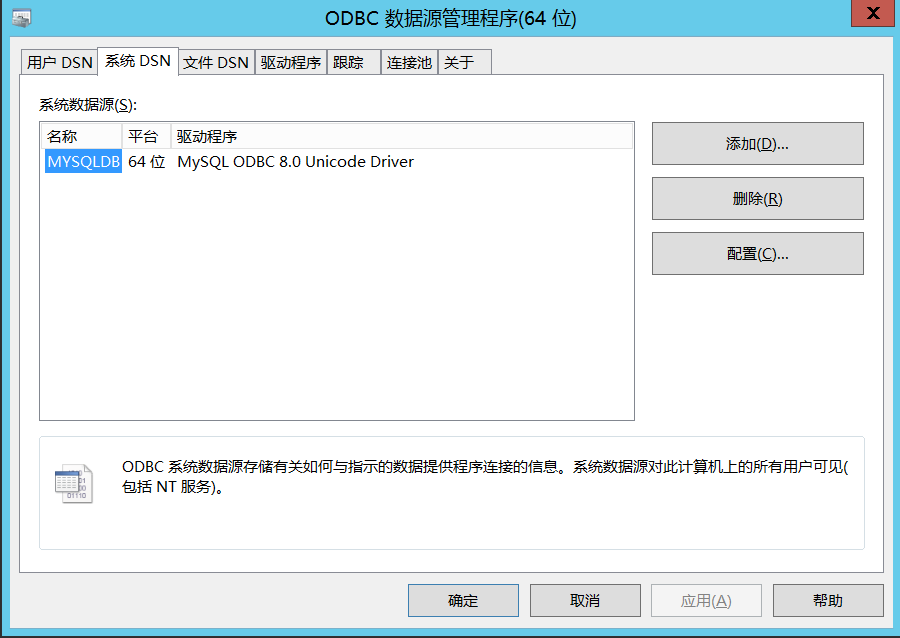 ODBC 数据源管理程序(64 位)
X
用户 DSN 系统 DSN 文件 DSN 驱动程序 跟踪 连接池 关于
系统数据源(S):
名称 平台 驱动程序
MYSQLDB 64 位 MySQL ODBC 8.0 Unicode Driver
添加(D)...
删除(R)
配置(C)...
ODBC 系统数据源存储有关如何与指示的数据提供程序连接的信息。系统数据源对此计算机上的所有用户可见(
包括 NT 服务)。
确定 取消 应用(A) 帮助